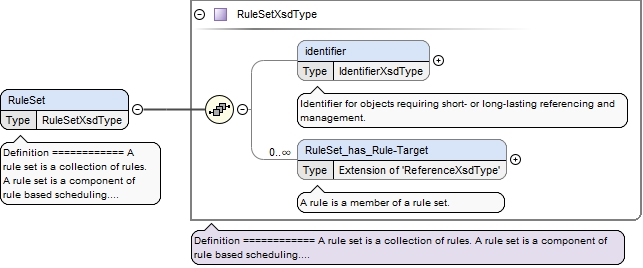 RuleSetXsdType
identifier
Type IdentifierXsdType
Identifier for objects requiring short- or long-lasting referencing and
management.
RuleSet
Type RuleSetXsdType
Definition ============ A
rule set is a collection of rules.
A rule set is a component of
rule based scheduling....
0..∞
RuleSet_has_Rule-Target
Type Extension of 'ReferenceXsdType'
A rule is a member of a rule set.
Definition ============ A rule set is a collection of rules. A rule set is a component of
rule based scheduling....